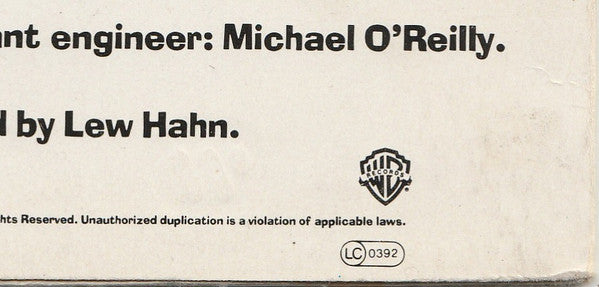 nt engineer: Michael O'Reilly.
by Lew Hahn.
RECORDS
hts Reserved. Unauthorized duplication is a violation of applicable laws.
LC 0392